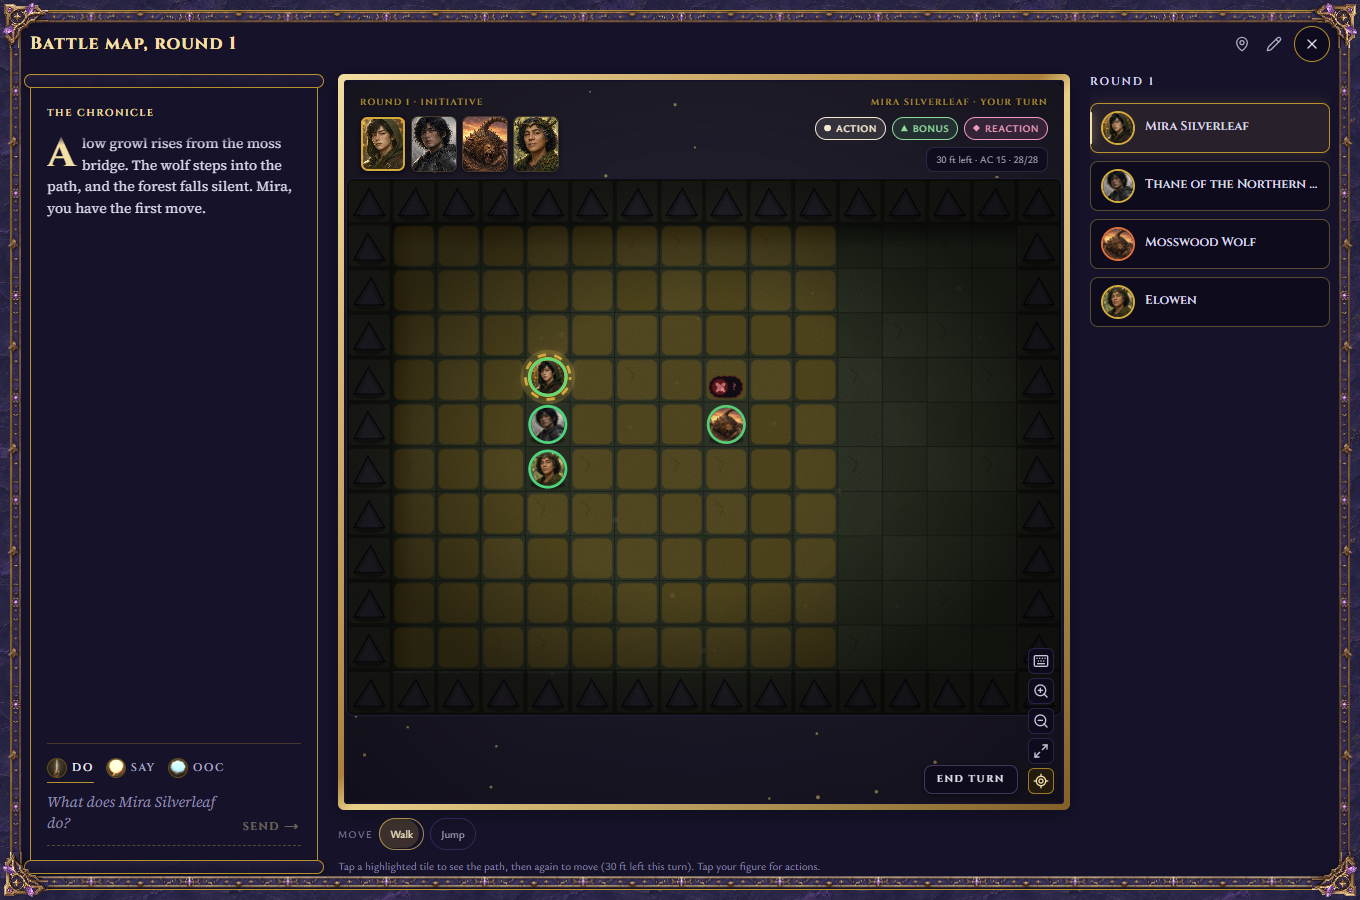 BATTLE MAP, ROUND 1
THE CHRONICLE
A low growl rises from the moss
bridge. The wolf steps into the
path, and the forest falls silent. Mira,
you have the first move.
DO
SAY
OOC
What does Mira Silverleaf
do?
SEND →
ROUND 1 · INITIATIVE
MIRA SILVERLEAF · YOUR TURN
ACTION
BONUS
REACTION
30 ft left · AC 15 · 28/28
?
END TURN
MOVE
Walk
Jump
Tap a highlighted tile to see the path, then again to move (30 ft left this turn). Tap your figure for actions.
ROUND 1
MIRA SILVERLEAF
THANE OF THE NORTHERN ...
MOSSWOOD WOLF
ELOWEN